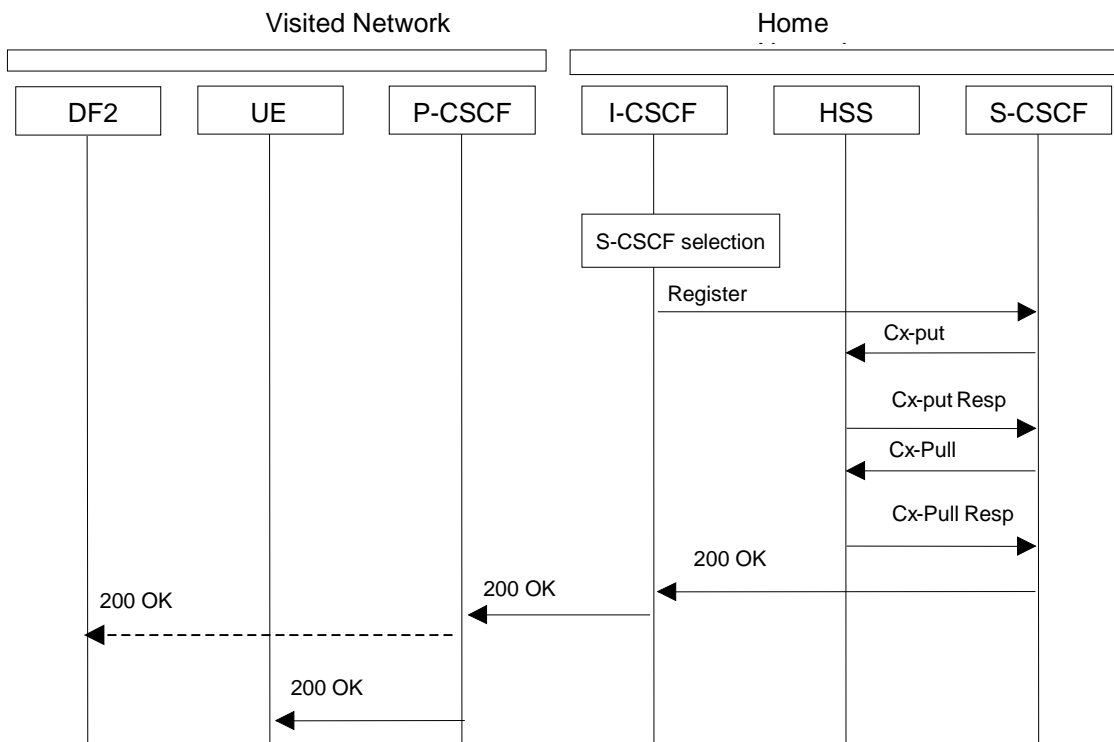 Visited Network
Home
DF2
UE
P-CSCF
I-CSCF
HSS
S-CSCF
S-CSCF selection
Register
Cx-put
Cx-put Resp
Cx-Pull
Cx-Pull Resp
200 OK
200 OK
200 OK
200 OK